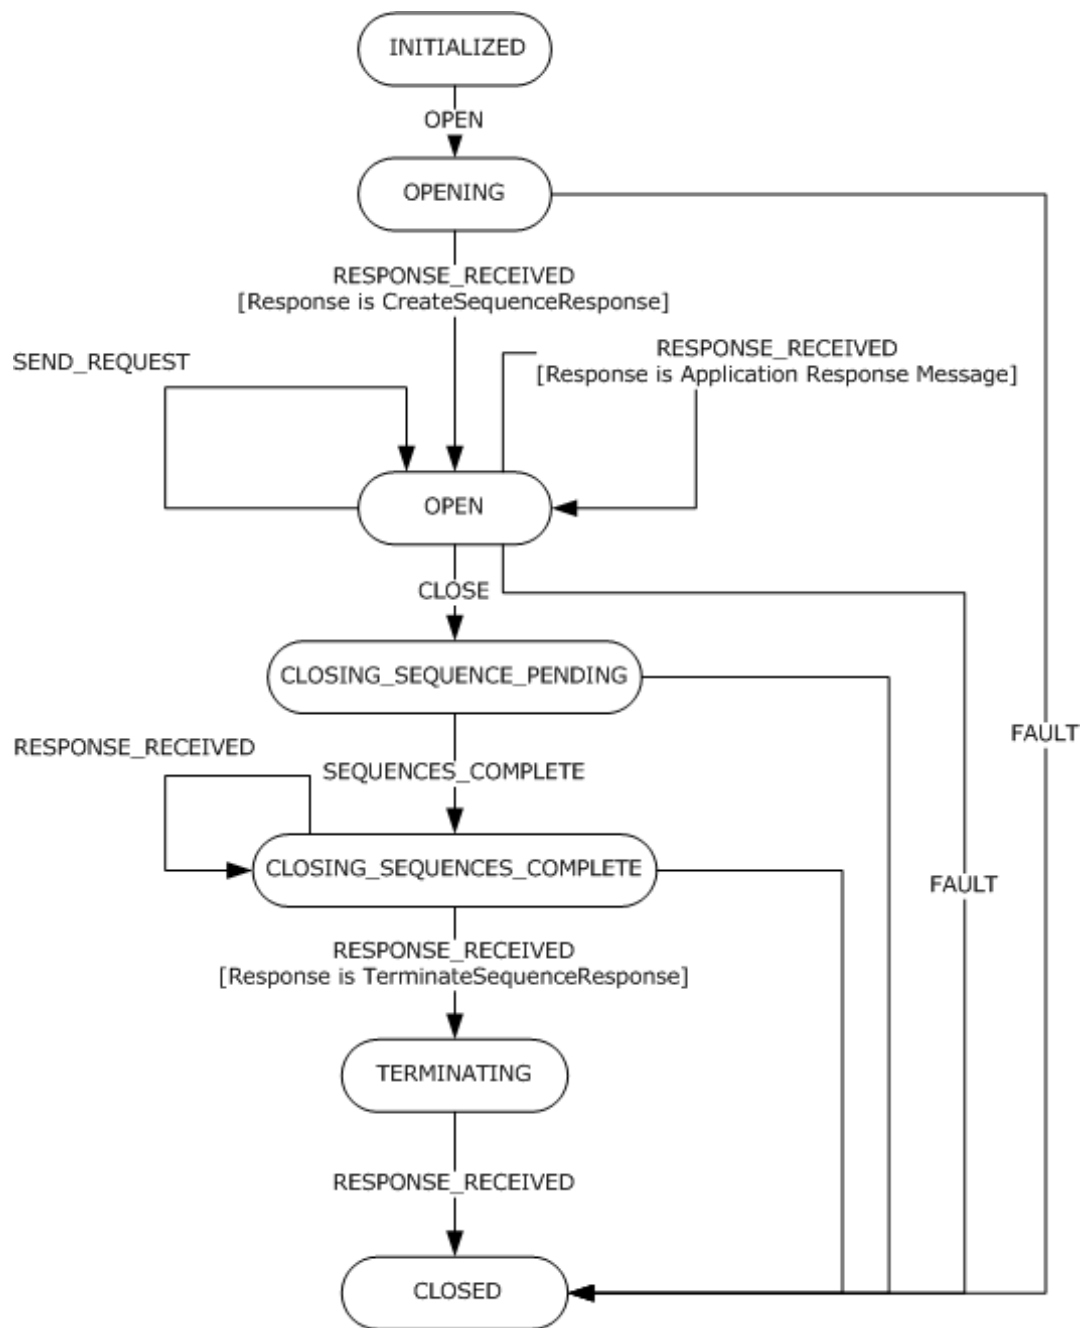 INITIALIZED
OPEN
OPENING
RESPONSE_RECEIVED
[Response is CreateSequenceResponse]
SEND_REQUEST
RESPONSE_RECEIVED
[Response is Application Response Message]
OPEN
CLOSE
CLOSING_SEQUENCE_PENDING
FAULT
RESPONSE_RECEIVED
SEQUENCES_COMPLETE
CLOSING_SEQUENCES_COMPLETE
FAULT
RESPONSE_RECEIVED
[Response is TerminateSequenceResponse]
TERMINATING
RESPONSE_RECEIVED
CLOSED